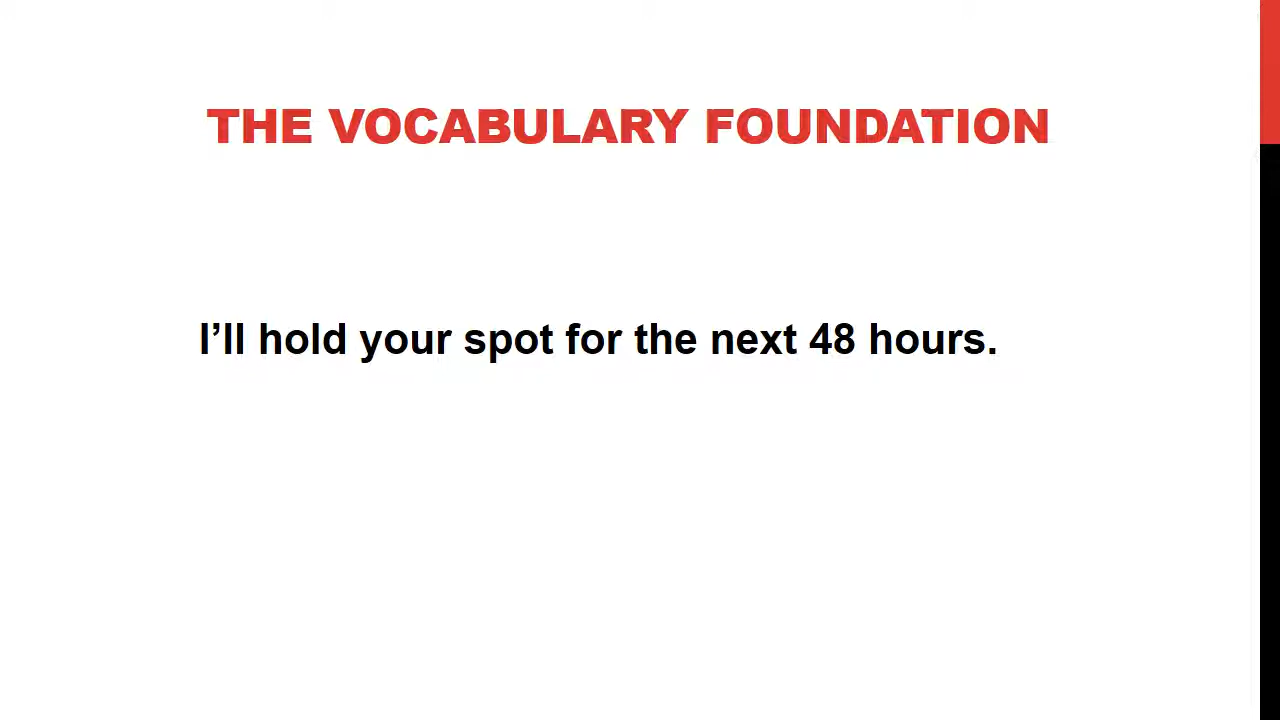 THE VOCABULARY FOUNDATION
I’ll hold your spot for the next 48 hours.